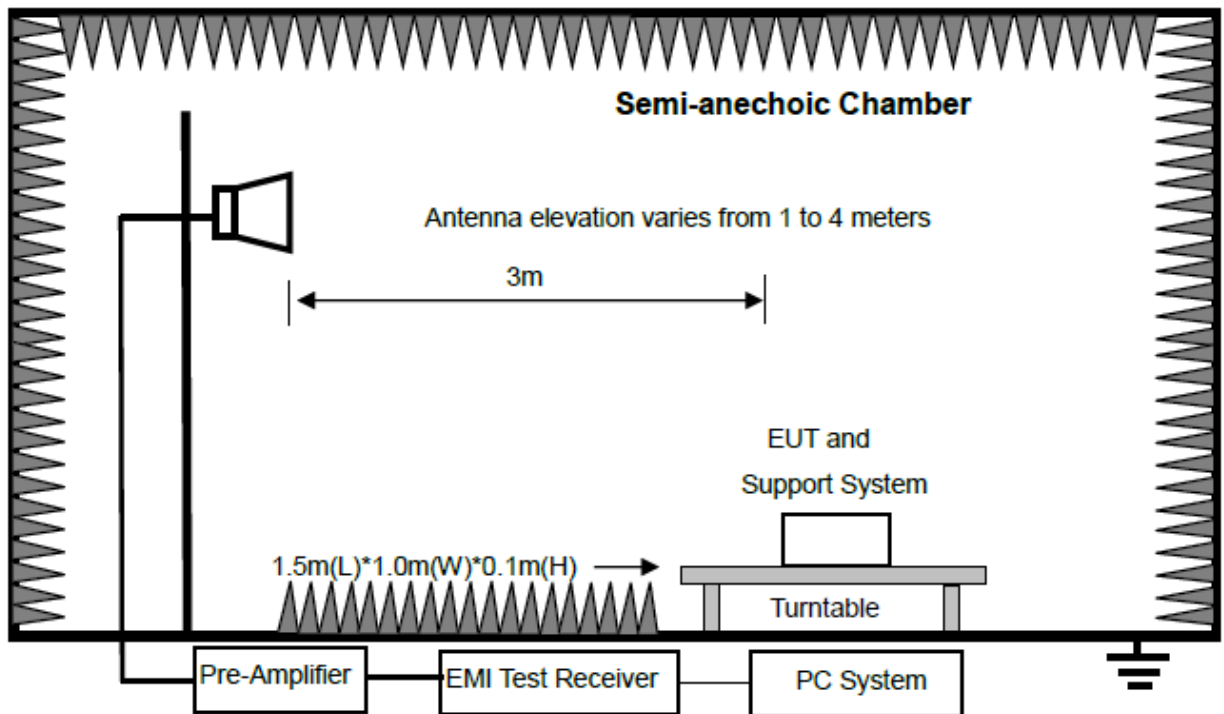 Semi-anechoic Chamber
Antenna elevation varies from 1 to 4 meters
3m
EUT and
Support System
1.5m(L)*1.0m(W)*0.1m(H)
Turntable
Pre-Amplifier
EMI Test Receiver
PC System